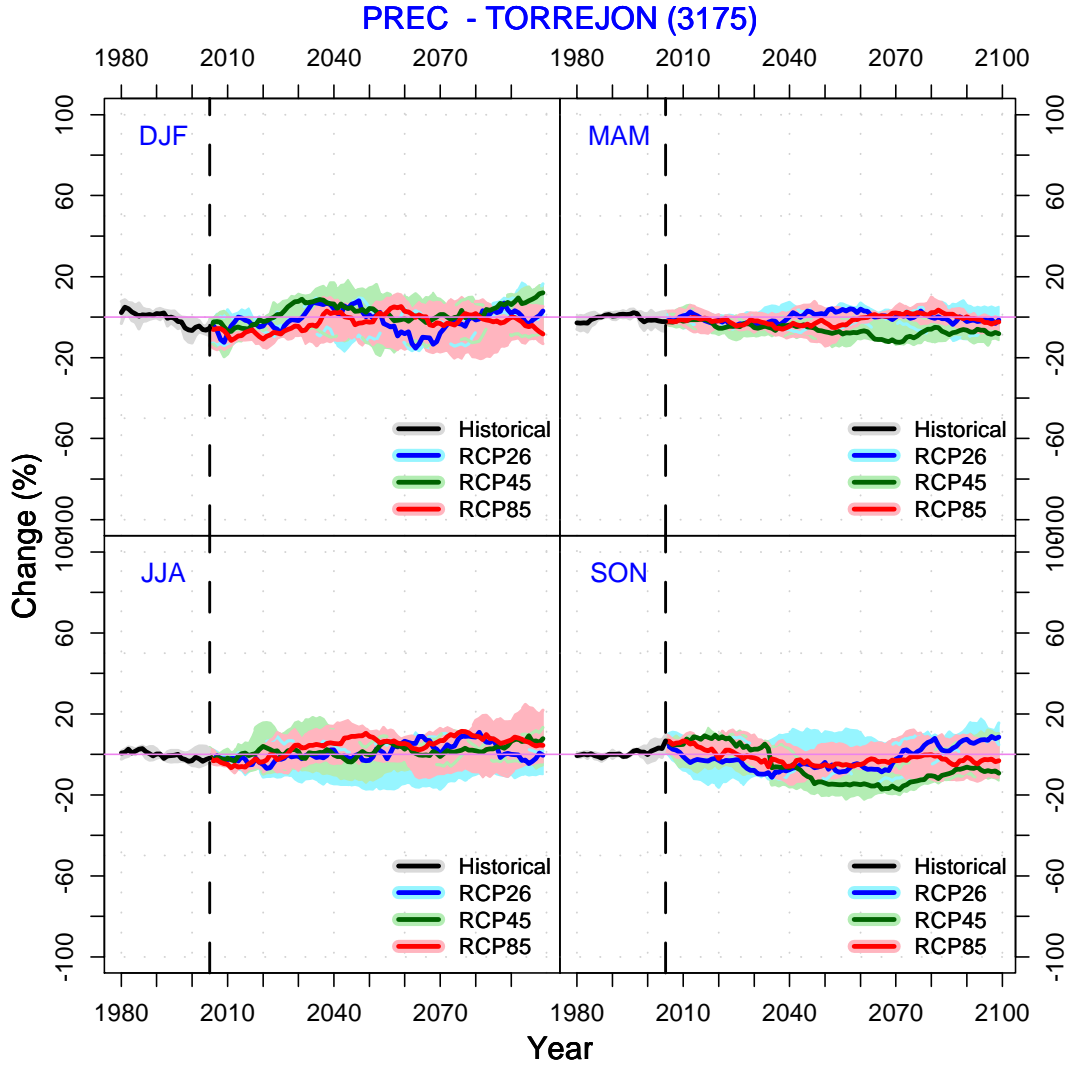 PREC - TORREJON (3175)
1980 2010 2040 2070 1980 2010 2040 2070 2100
DJF
MAM
100 60 20 -20 -60 -100
100 60 20 -20 -60 -100
Historical
RCP26
RCP45
RCP85
Historical
RCP26
RCP45
RCP85
Change (%)
JJA
SON
100 60 20 -20 -60 -100
100 60 20 -20 -60 -100
Historical
RCP26
RCP45
RCP85
Historical
RCP26
RCP45
RCP85
1980 2010 2040 2070 1980 2010 2040 2070 2100
Year